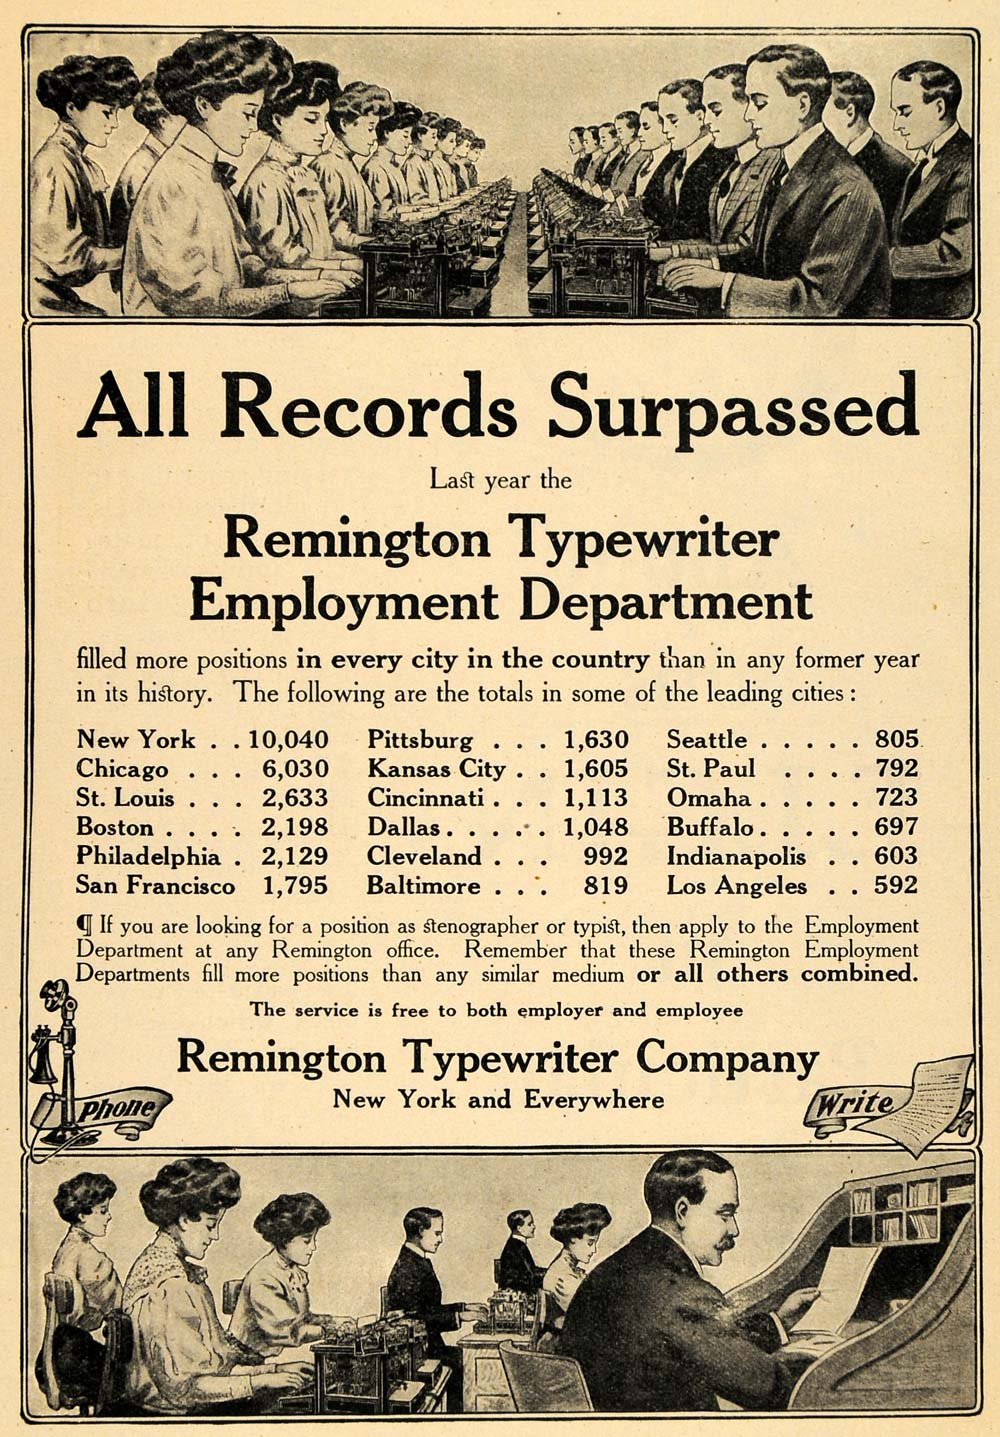 All Records Surpassed
Last year the
Remington Typewriter
Employment Department
filled more positions in every city in the country than in any former year
in its history. The following are the totals in some of the leading cities:
New York . . 10,040 Pittsburg . . . 1,630 Seattle . . . . . 805
Chicago . . . 6,030 Kansas City . . 1,605 St. Paul . . . . 792
St. Louis . . . 2,633 Cincinnati . . . 1,113 Omaha . . . . . 723
Boston . . . . 2,198 Dallas . . . . . 1,048 Buffalo . . . . . 697
Philadelphia . 2,129 Cleveland . . . 992 Indianapolis . . 603
San Francisco 1,795 Baltimore . . . 819 Los Angeles . . 592
¶ If you are looking for a position as stenographer or typist, then apply to the Employment
Department at any Remington office. Remember that these Remington Employment
Departments fill more positions than any similar medium or all others combined.
The service is free to both employer and employee
Remington Typewriter Company
New York and Everywhere
Phone
Write